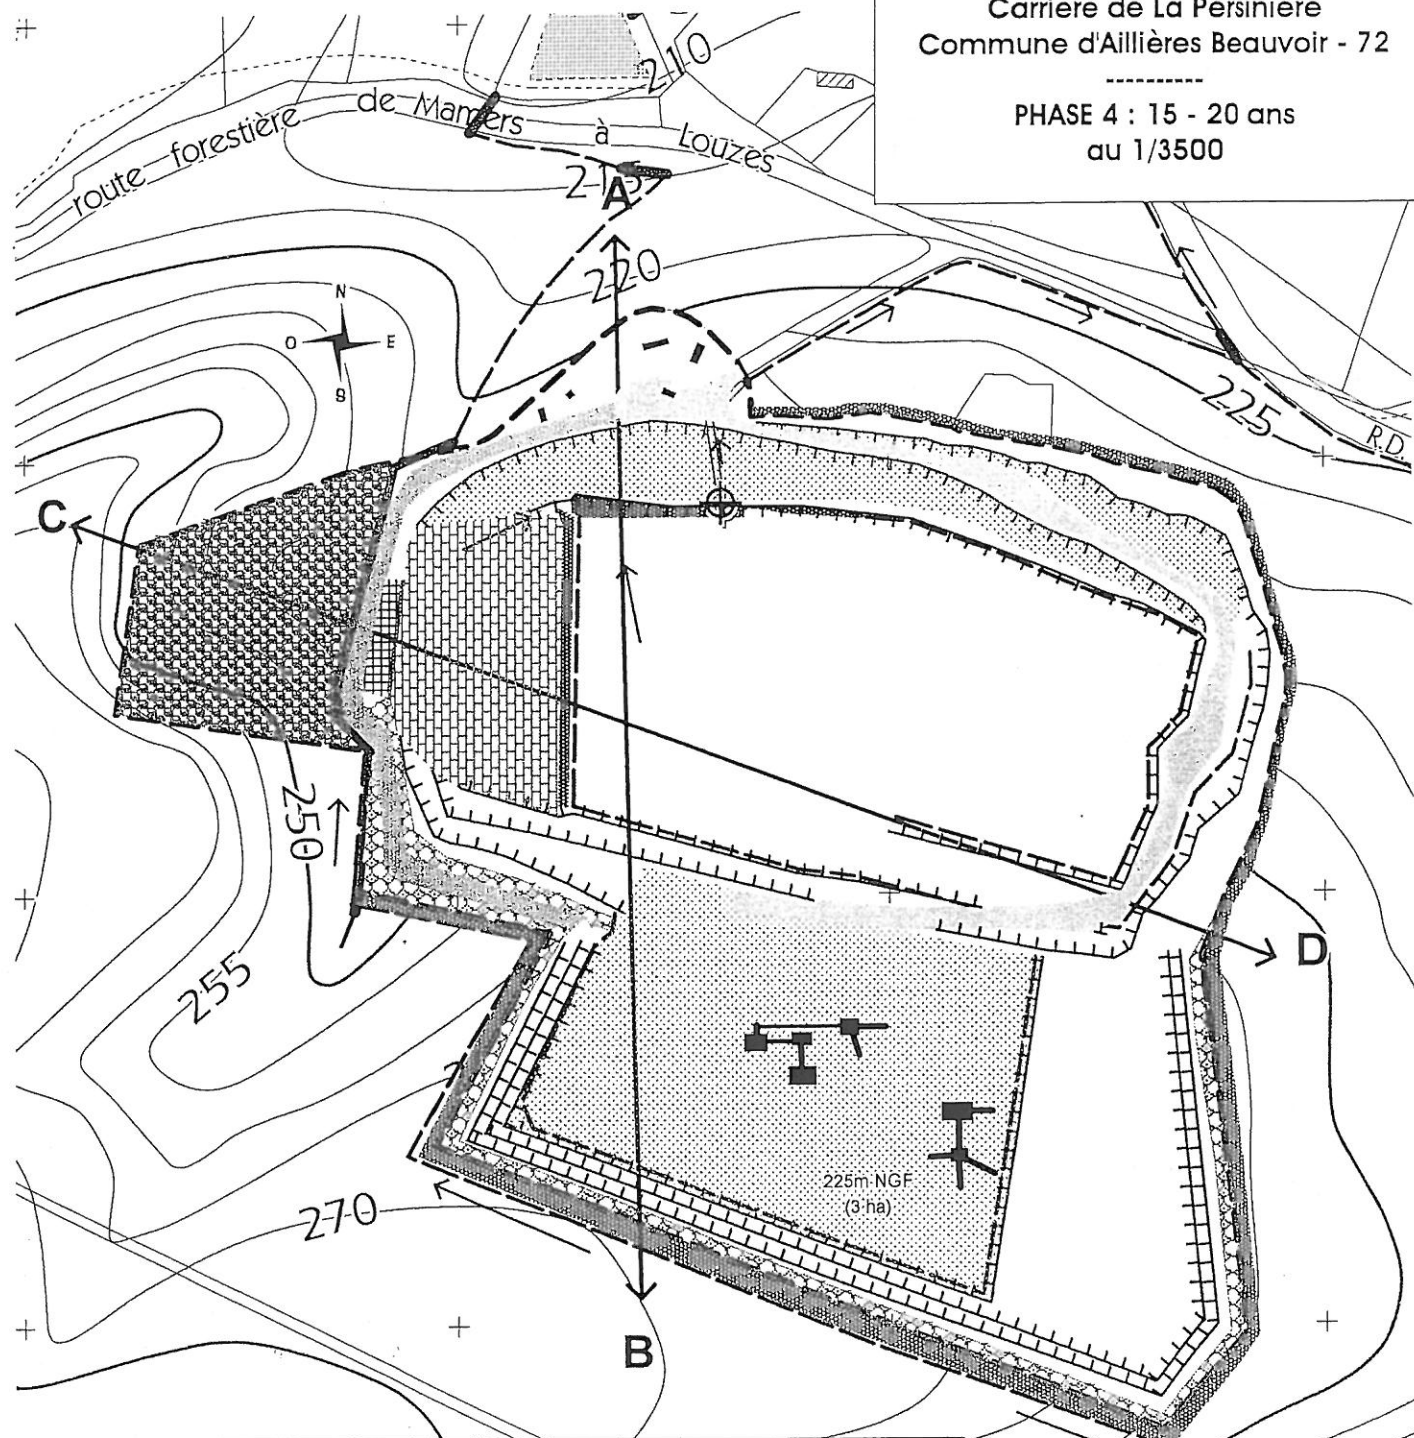 Carrière de La Persinière
Commune d'Aillières Beauvoir - 72
----------
PHASE 4 : 15 - 20 ans
au 1/3500
210
route forestière de Mamers à Louzes
215
A
220
N
O E
S
225
R.D.
C
250
D
255
225m NGF
(3 ha)
270
B